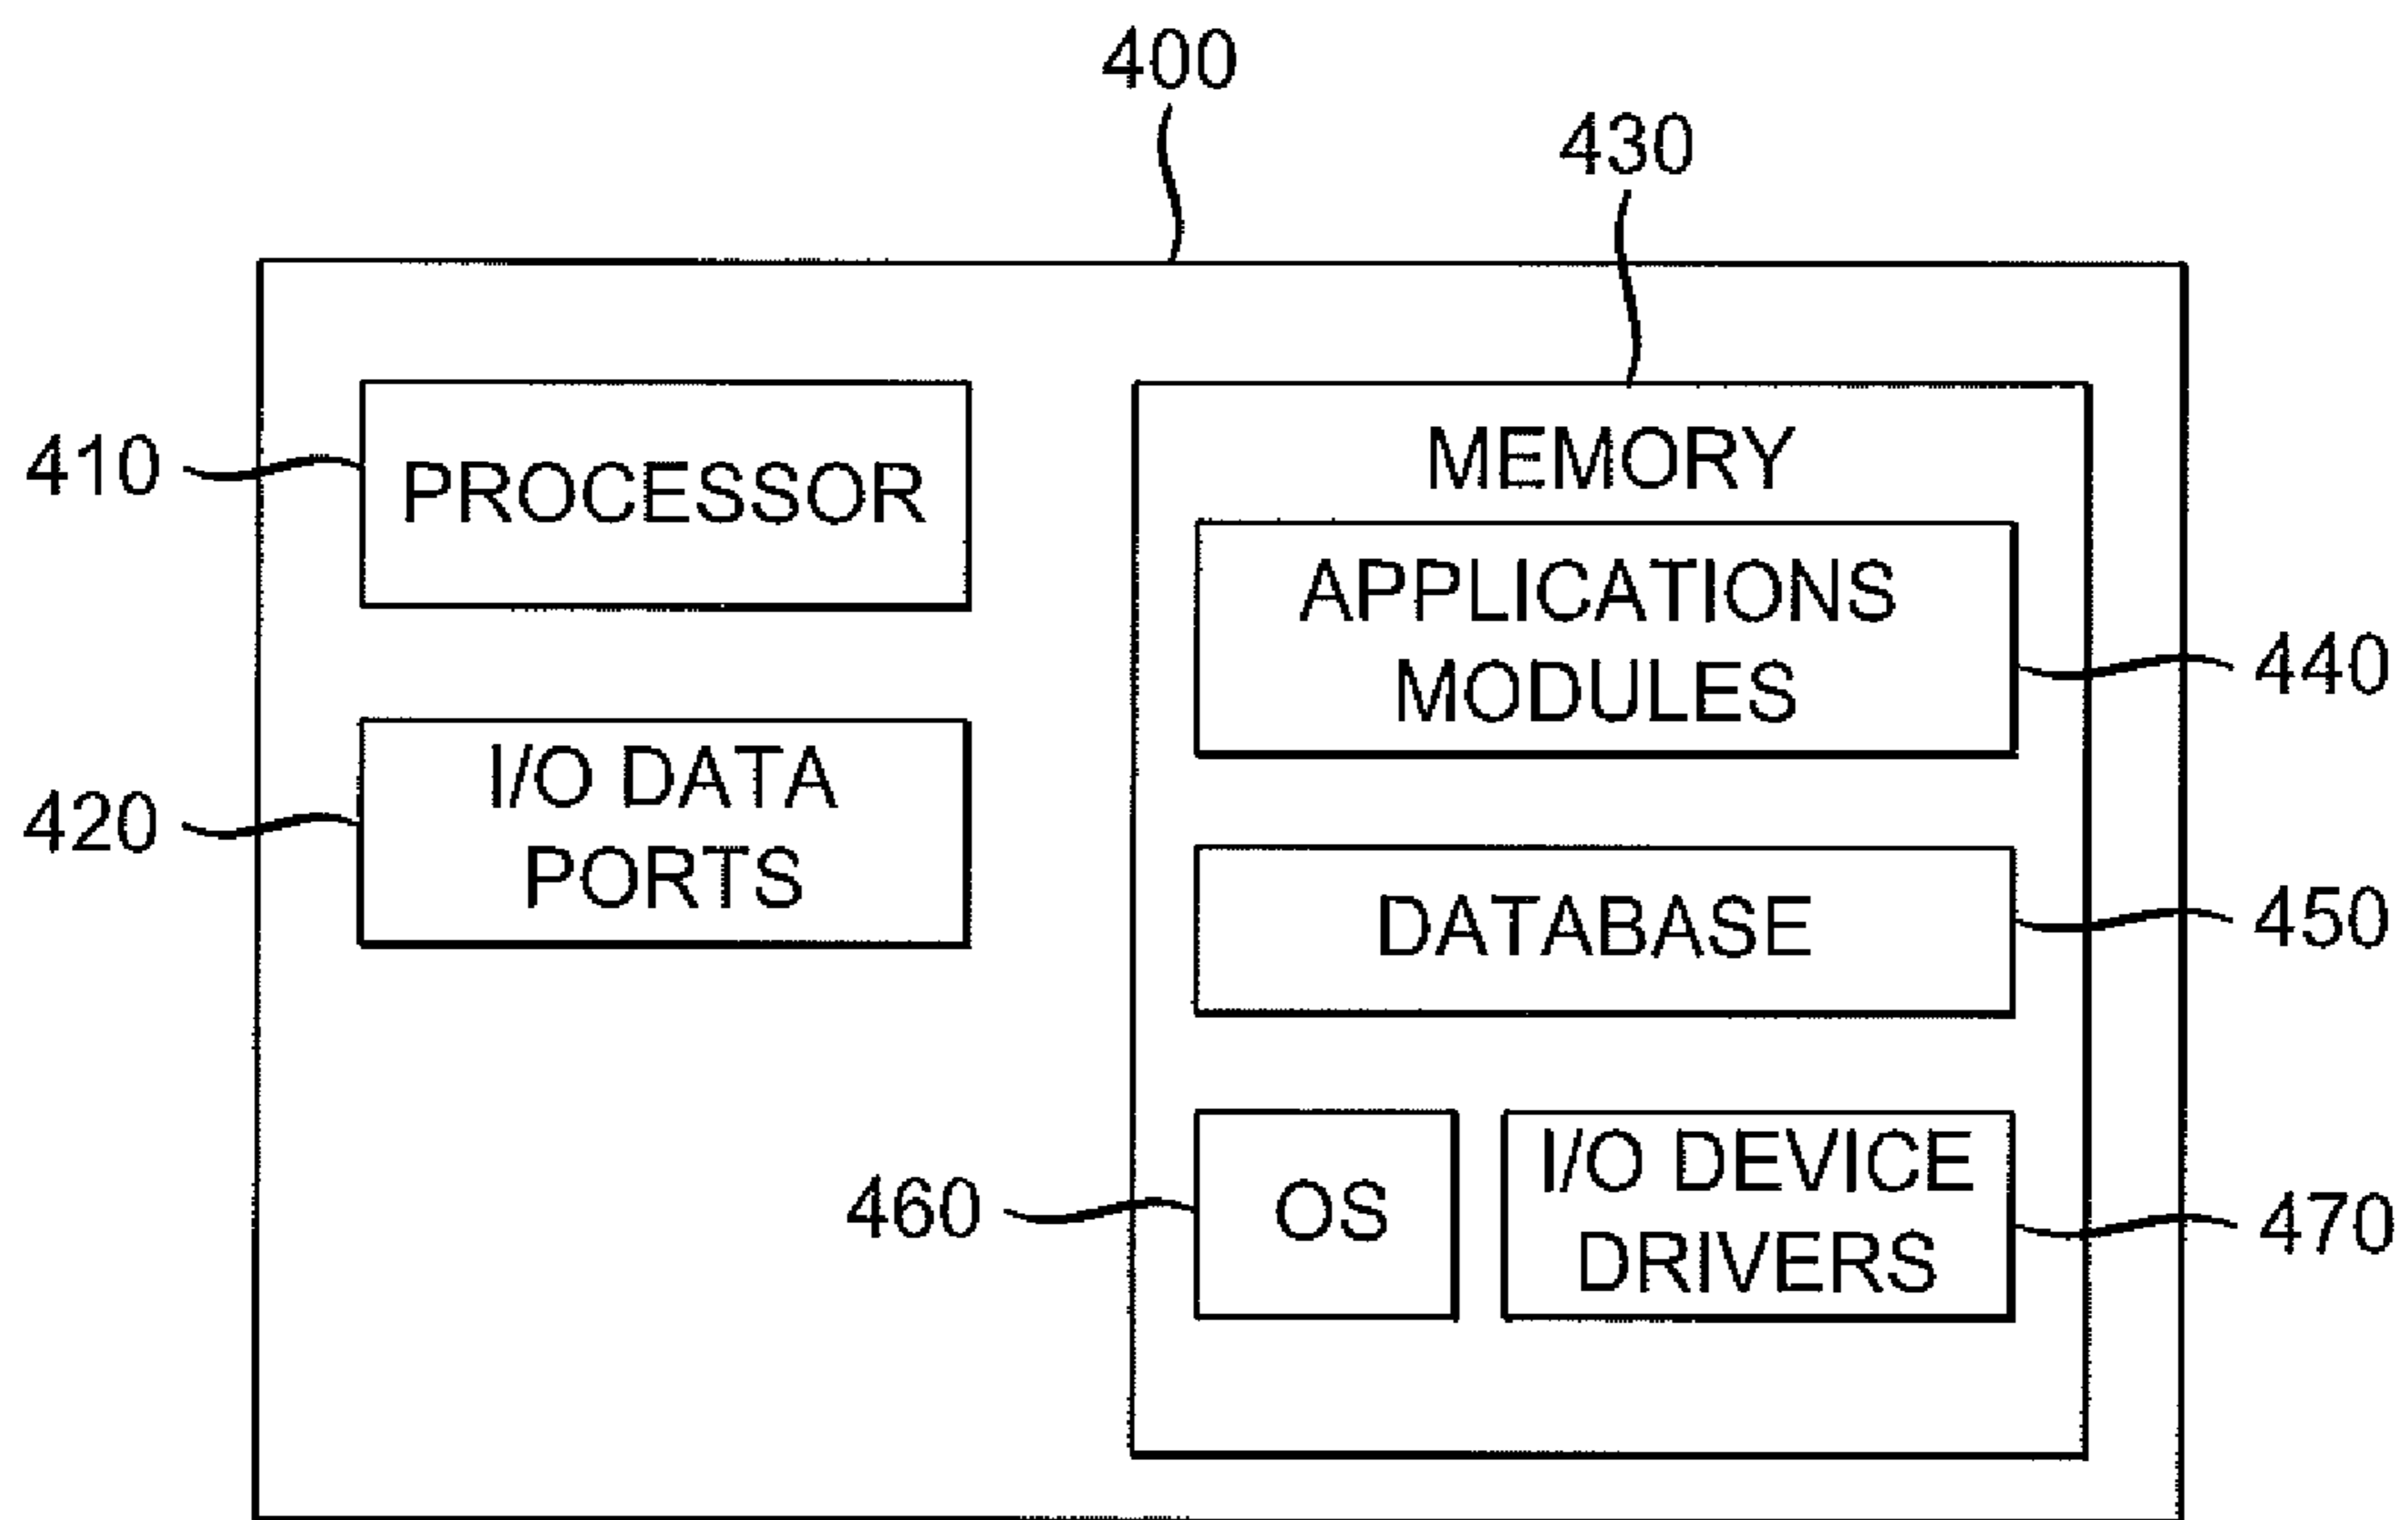 400
430
410
PROCESSOR
MEMORY
APPLICATIONS
MODULES
440
420
I/O DATA
PORTS
DATABASE
450
460
OS
I/O DEVICE
DRIVERS
470